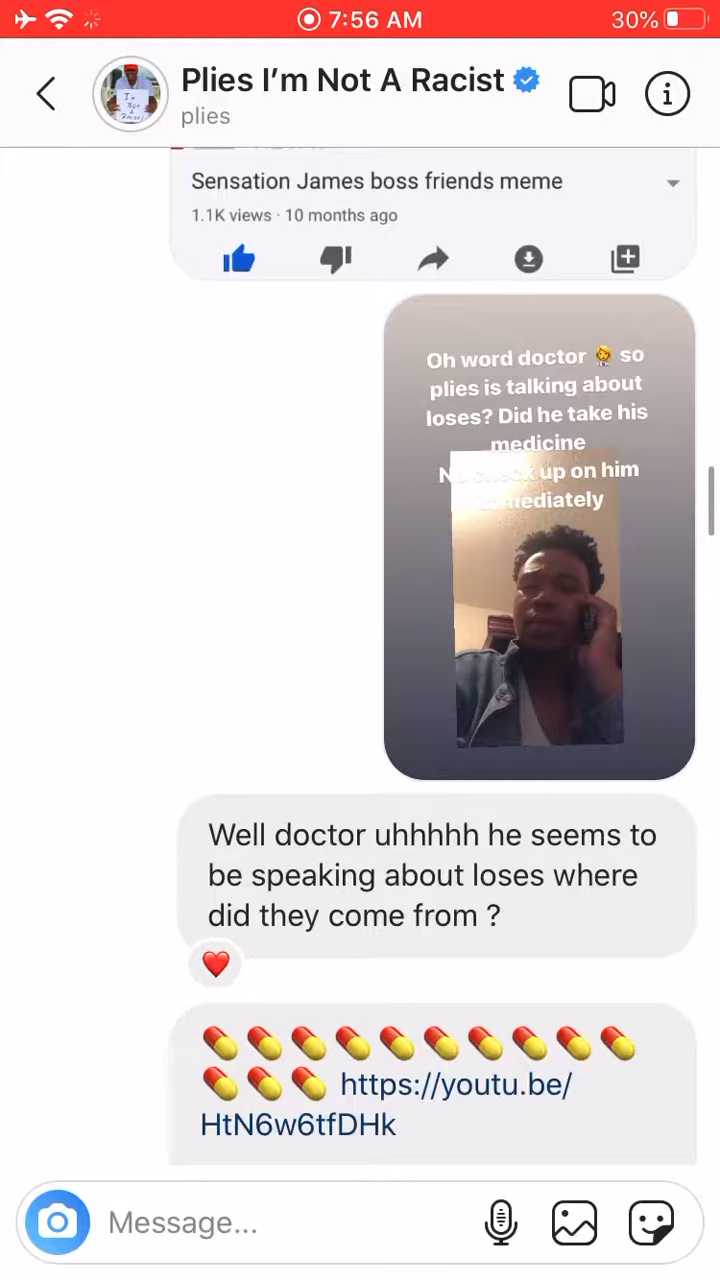 7:56 AM
30%
Plies I'm Not A Racist
plies
I'm
Not
A
Racist
Sensation James boss friends meme
1.1K views · 10 months ago
Oh word doctor 👩‍⚕️ so
plies is talking about
loses? Did he take his
medicine
up on him
Well doctor uhhhhh he seems to
be speaking about loses where
did they come from ?
❤️
💊💊💊💊💊💊💊💊💊💊
💊💊💊 https://youtu.be/
HtN6w6tfDHk
Message...